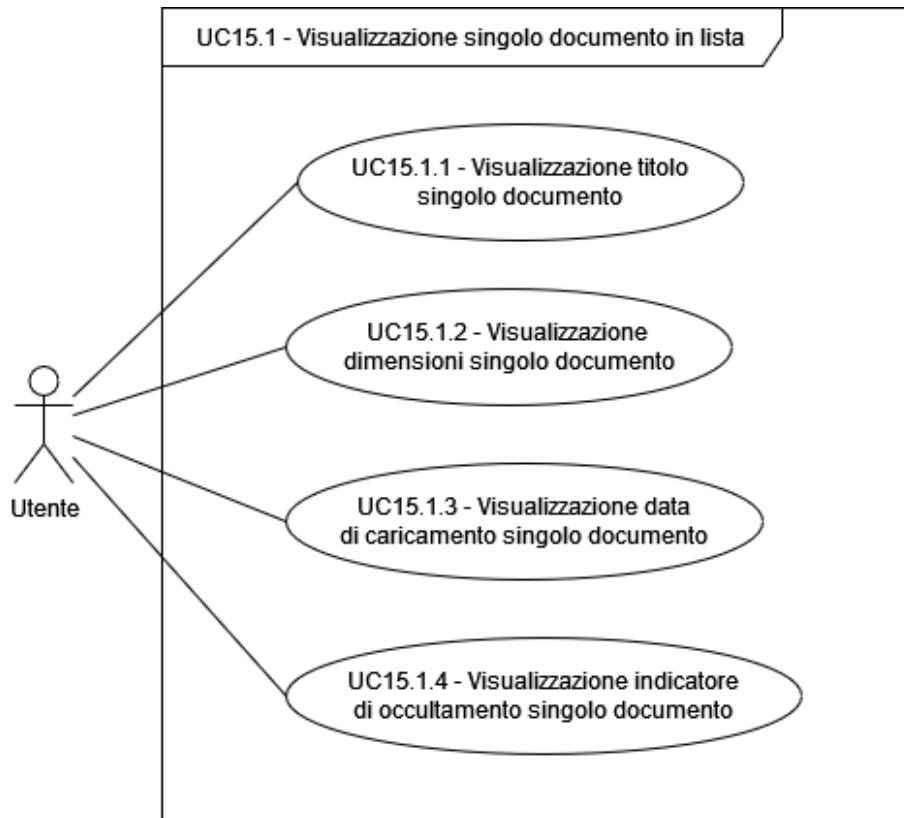 UC15.1 - Visualizzazione singolo documento in lista
UC15.1.1 - Visualizzazione titolo
singolo documento
UC15.1.2 - Visualizzazione
dimensioni singolo documento
Utente
UC15.1.3 - Visualizzazione data
di caricamento singolo documento
UC15.1.4 - Visualizzazione indicatore
di occultamento singolo documento